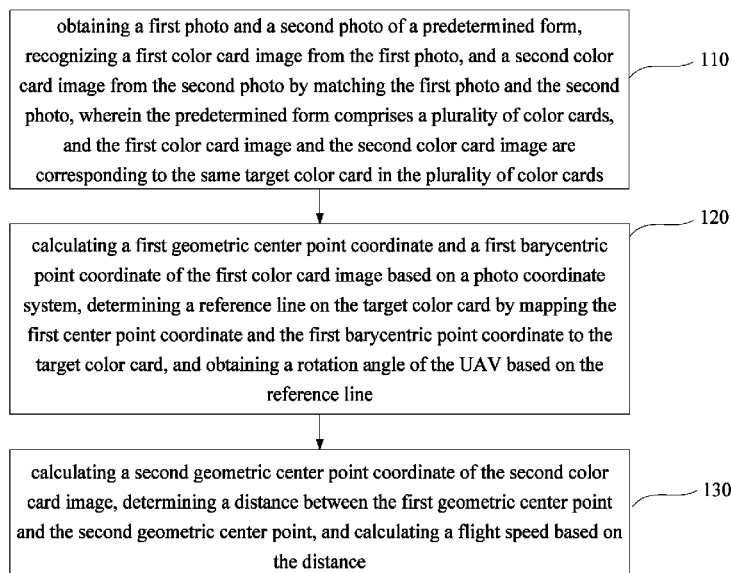 obtaining a first photo and a second photo of a predetermined form,
recognizing a first color card image from the first photo, and a second color
card image from the second photo by matching the first photo and the second
photo, wherein the predetermined form comprises a plurality of color cards,
and the first color card image and the second color card image are
corresponding to the same target color card in the plurality of color cards
110
calculating a first geometric center point coordinate and a first barycentric
point coordinate of the first color card image based on a photo coordinate
system, determining a reference line on the target color card by mapping the
first center point coordinate and the first barycentric point coordinate to the
target color card, and obtaining a rotation angle of the UAV based on the
reference line
120
calculating a second geometric center point coordinate of the second color
card image, determining a distance between the first geometric center point
and the second geometric center point, and calculating a flight speed based on
the distance
130